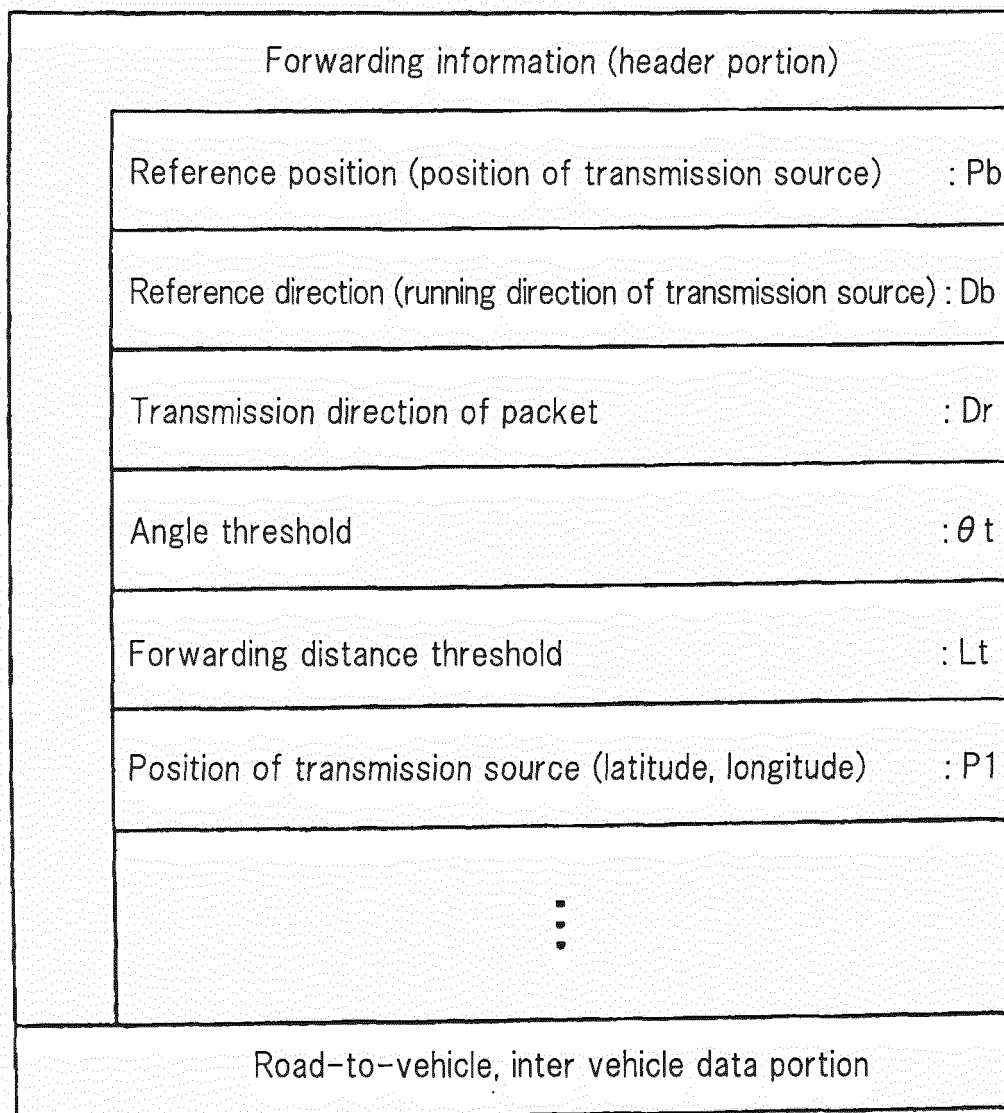 Forwarding information (header portion)
Reference position (position of transmission source) : Pb
Reference direction (running direction of transmission source) : Db
Transmission direction of packet : Dr
Angle threshold : θt
Forwarding distance threshold : Lt
Position of transmission source (latitude, longitude) : P1
⋮
Road-to-vehicle, inter vehicle data portion